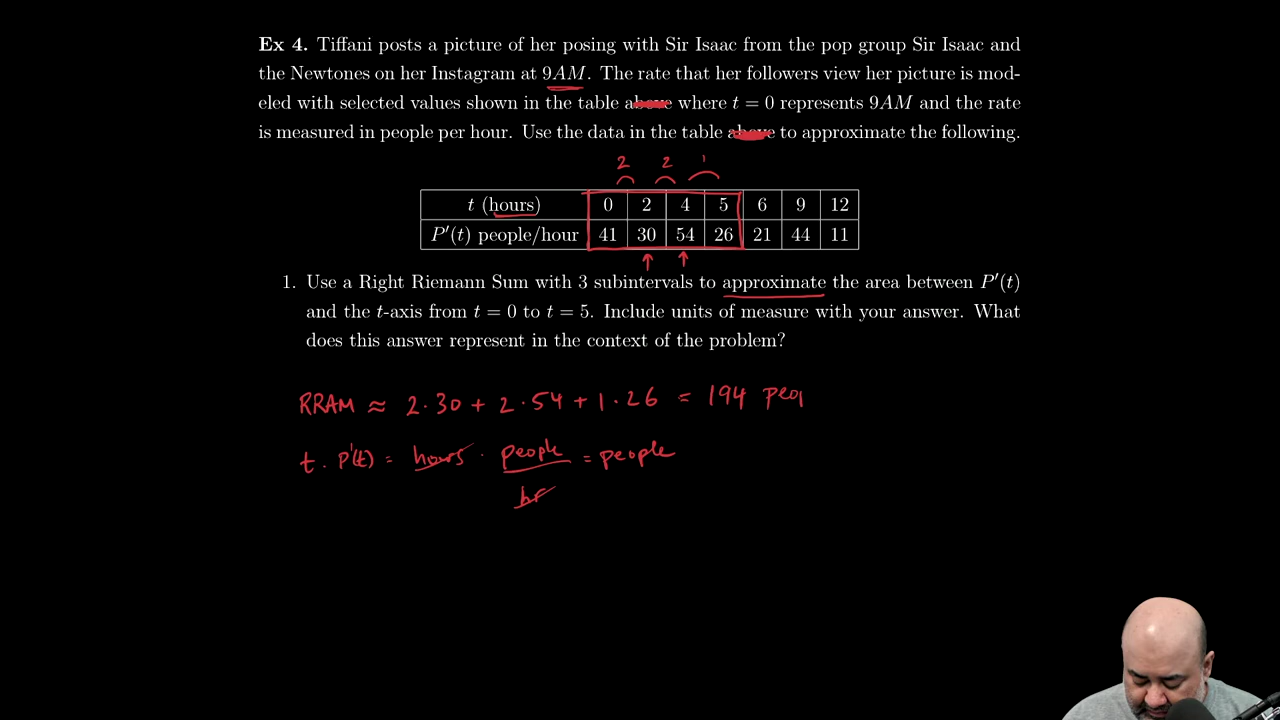 Ex 4. Tiffani posts a picture of her posing with Sir Isaac from the pop group Sir Isaac and
the Newtones on her Instagram at 9AM. The rate that her followers view her picture is mod-
eled with selected values shown in the table above where t = 0 represents 9AM and the rate
is measured in people per hour. Use the data in the table above to approximate the following.
2 2 1
t (hours) 0 2 4 5 6 9 12
P'(t) people/hour 41 30 54 26 21 44 11
1. Use a Right Riemann Sum with 3 subintervals to approximate the area between P'(t)
and the t-axis from t = 0 to t = 5. Include units of measure with your answer. What
does this answer represent in the context of the problem?
RRAM ≈ 2·30 + 2·54 + 1·26 = 194 peo
t · P'(t) = hours · people/hr = people